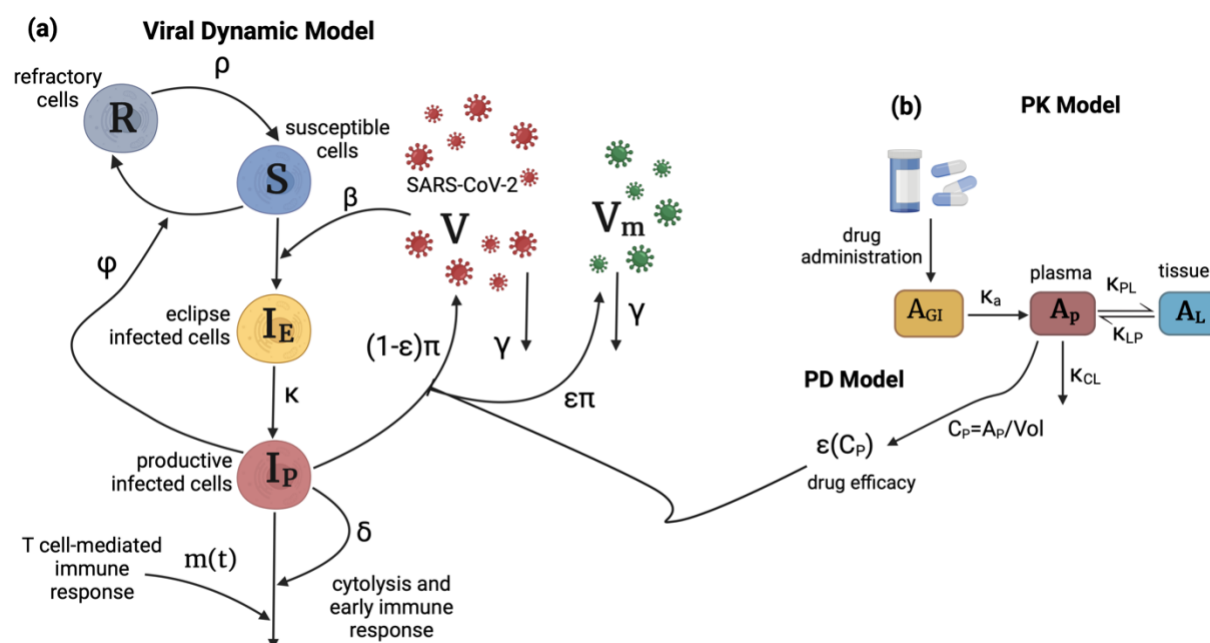 (a) Viral Dynamic Model
refractory
cells
ρ
R
susceptible
cells
S
SARS-CoV-2
β
V
Vm
φ
eclipse
infected cells
IE
(1-ε)π
γ
γ
κ
επ
productive
infected cells
IP
δ
T cell-mediated
immune
response
m(t)
cytolysis and
early immune
response
(b) PK Model
drug
administration
plasma
tissue
AGI
Ka
Ap
KPL
KLP
AL
PD Model
KCL
CP=AP/Vol
ε(CP)
drug efficacy